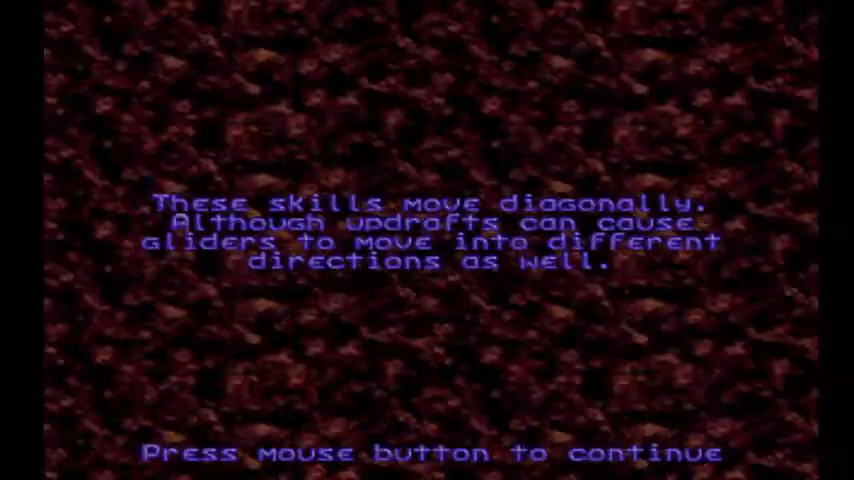 These skills move diagonally.
Although updrafts can cause
gliders to move into different
directions as well.
Press mouse button to continue